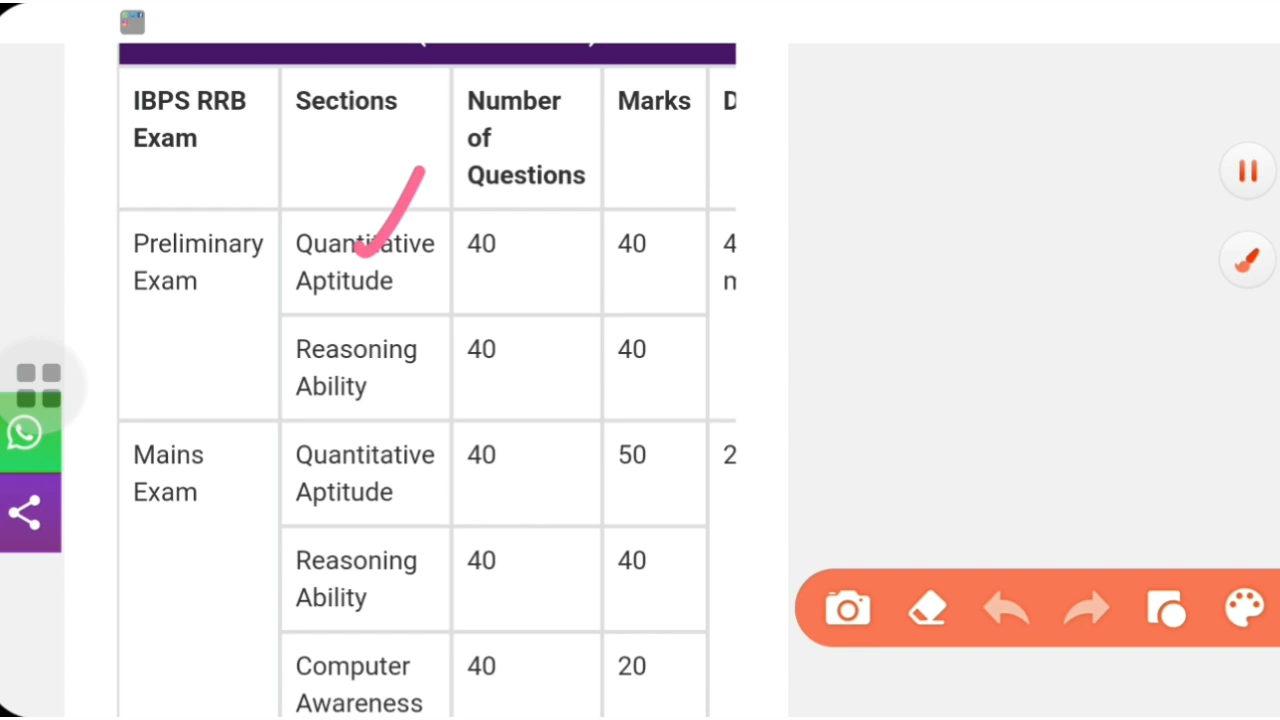 IBPS RRB Exam
Sections
Number of Questions
Marks
D
Preliminary Exam
Quantitative Aptitude
40
40
4
m
Reasoning Ability
40
40
Mains Exam
Quantitative Aptitude
40
50
2
Reasoning Ability
40
40
Computer Awareness
40
20